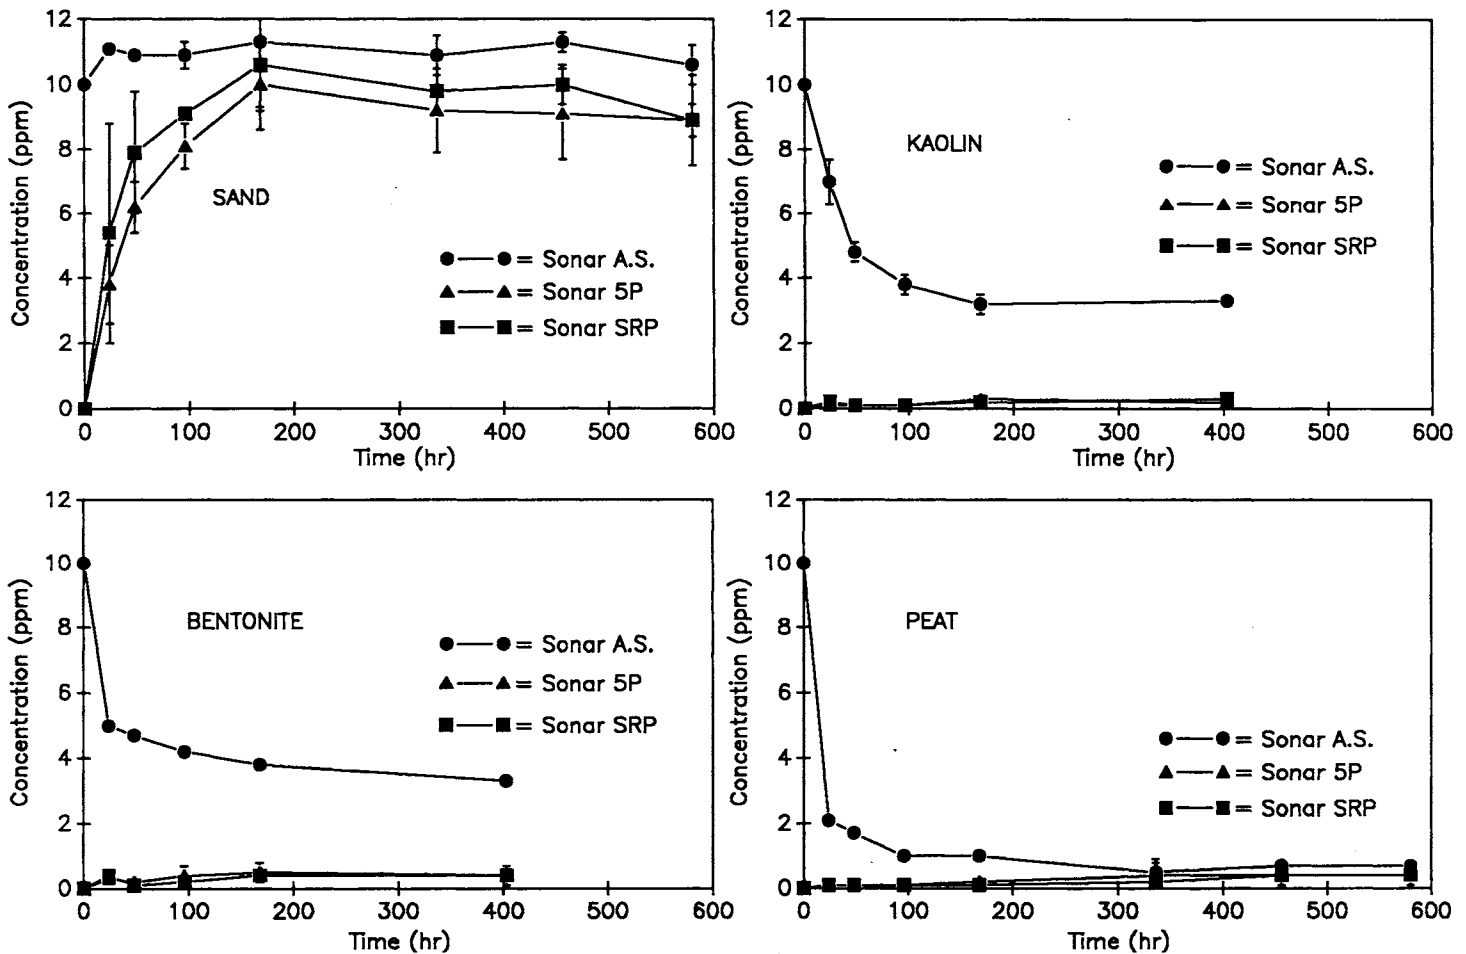 12
10
8
6
4
2
0
Concentration (ppm)
SAND
●—●= Sonar A.S.
▲—▲= Sonar 5P
■—■= Sonar SRP
0 100 200 300 400 500 600
Time (hr)
12
10
8
6
4
2
0
Concentration (ppm)
KAOLIN
●—●= Sonar A.S.
▲—▲= Sonar 5P
■—■= Sonar SRP
0 100 200 300 400 500 600
Time (hr)
12
10
8
6
4
2
0
Concentration (ppm)
BENTONITE
●—●= Sonar A.S.
▲—▲= Sonar 5P
■—■= Sonar SRP
0 100 200 300 400 500 600
Time (hr)
12
10
8
6
4
2
0
Concentration (ppm)
PEAT
●—●= Sonar A.S.
▲—▲= Sonar 5P
■—■= Sonar SRP
0 100 200 300 400 500 600
Time (hr)